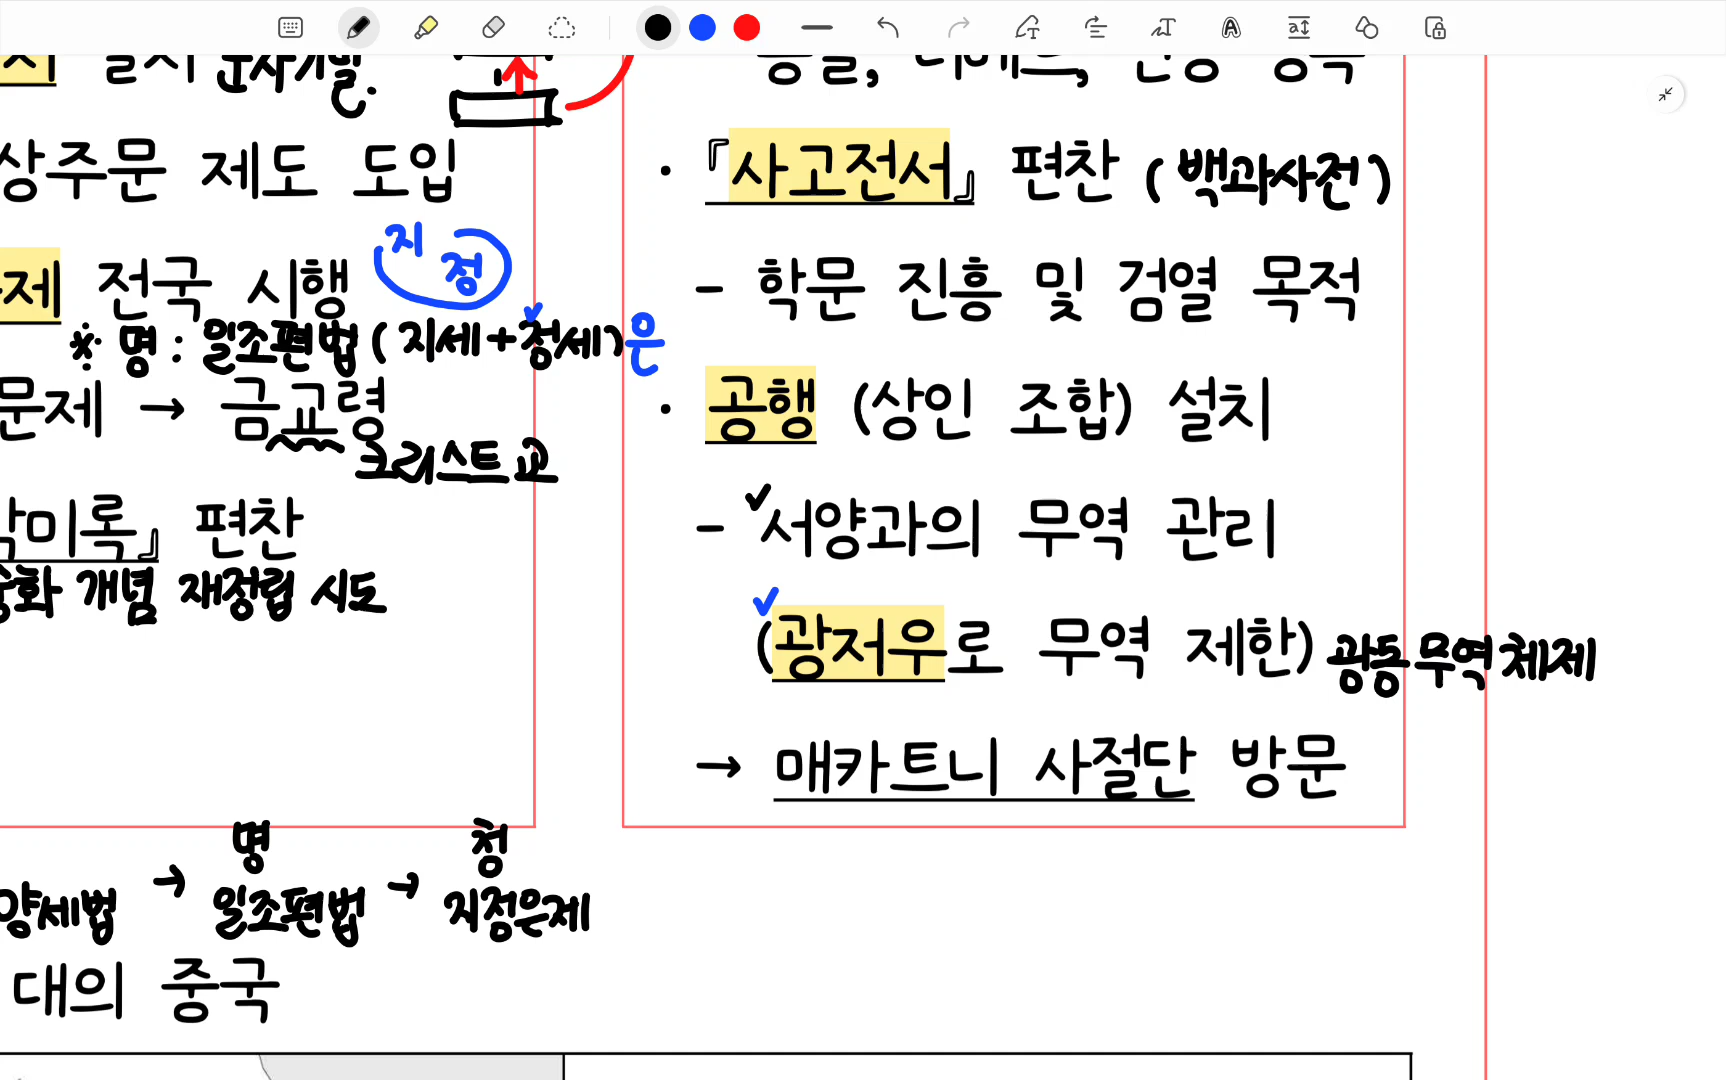 상주문 제도 도입
제 전국 시행
지
정
※ 명 : 일조편법 ( 지세 + 정세 ) 은
문제 → 금교령
크리스트교
미록』 편찬
중화 개념 재정립 시도
· 『사고전서』 편찬 ( 백과사전 )
- 학문 진흥 및 검열 목적
· 공행 (상인 조합) 설치
- 서양과의 무역 관리
(광저우로 무역 제한) 광동 무역 체제
→ 매카트니 사절단 방문
명 청
양세법 → 일조편법 → 지정은제
대의 중국